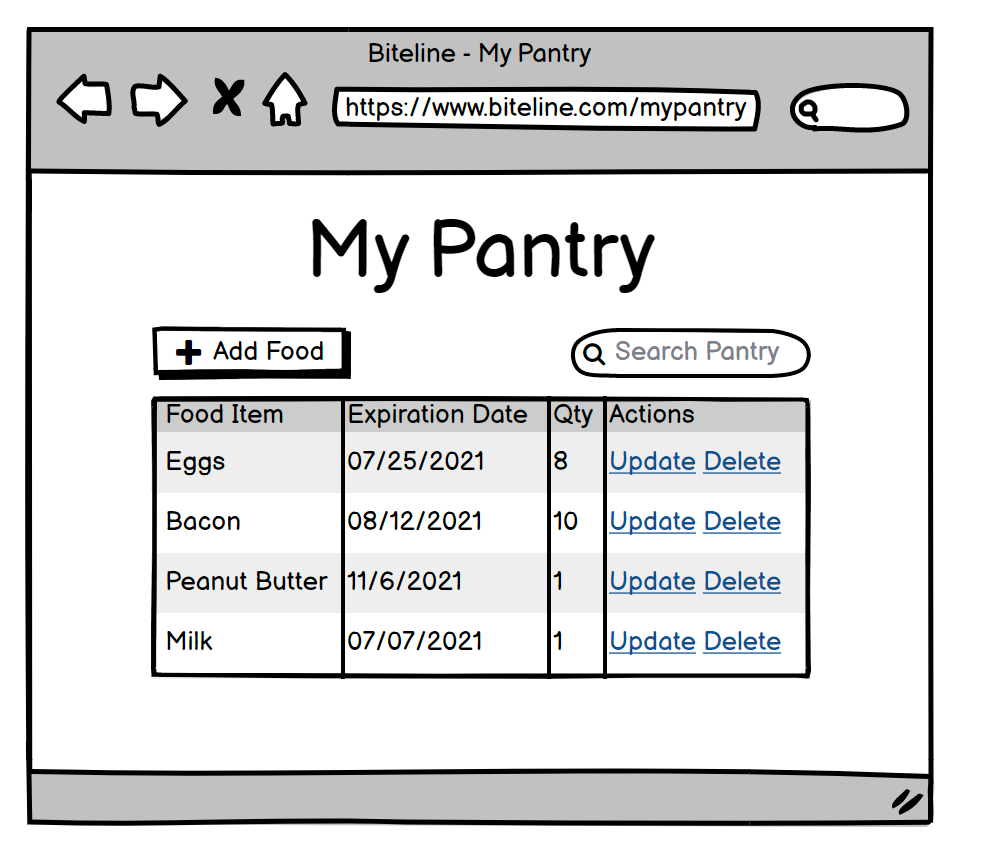 Biteline - My Pantry
https://www.biteline.com/mypantry
My Pantry
Add Food
Search Pantry
Food Item Expiration Date Qty Actions
Eggs 07/25/2021 8 Update Delete
Bacon 08/12/2021 10 Update Delete
Peanut Butter 11/6/2021 1 Update Delete
Milk 07/07/2021 1 Update Delete